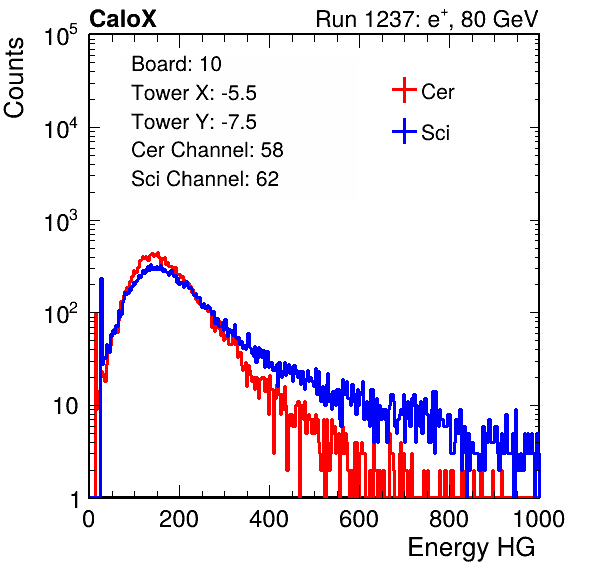 CaloX Run 1237: e⁺, 80 GeV
Counts
10⁵
10⁴
10³
10²
10
1
Board: 10
Tower X: -5.5
Tower Y: -7.5
Cer Channel: 58
Sci Channel: 62
Cer
Sci
0 200 400 600 800 1000
Energy HG